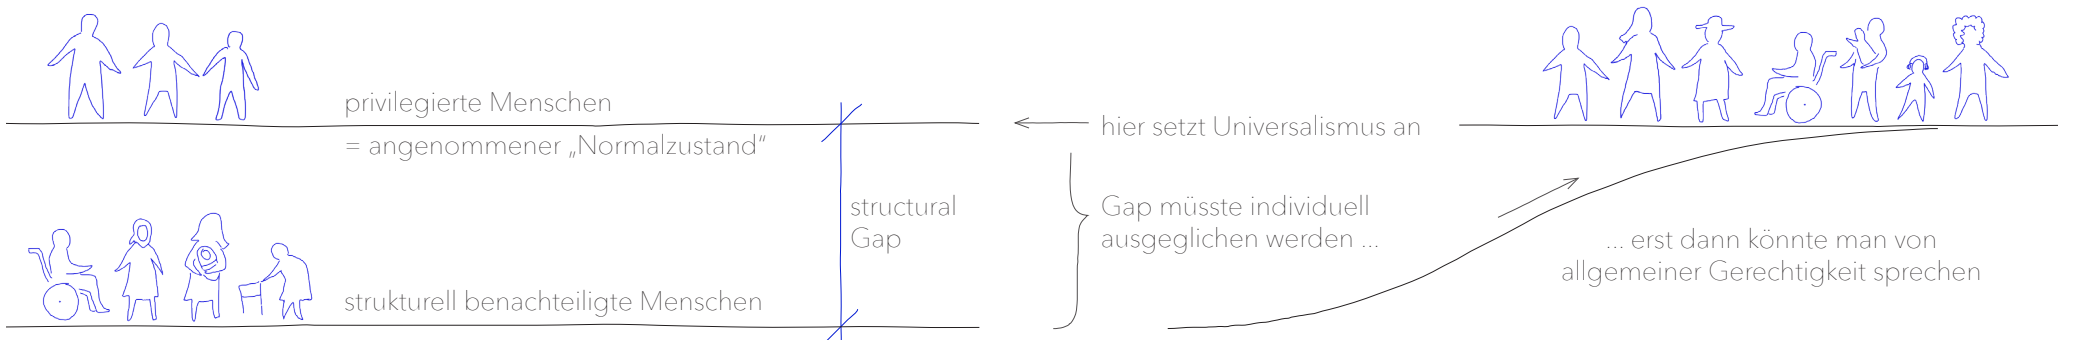 privilegierte Menschen
= angenommener „Normalzustand“
strukturell benachteiligte Menschen
structural
Gap
hier setzt Universalismus an
Gap müsste individuell
ausgeglichen werden ...
... erst dann könnte man von
allgemeiner Gerechtigkeit sprechen